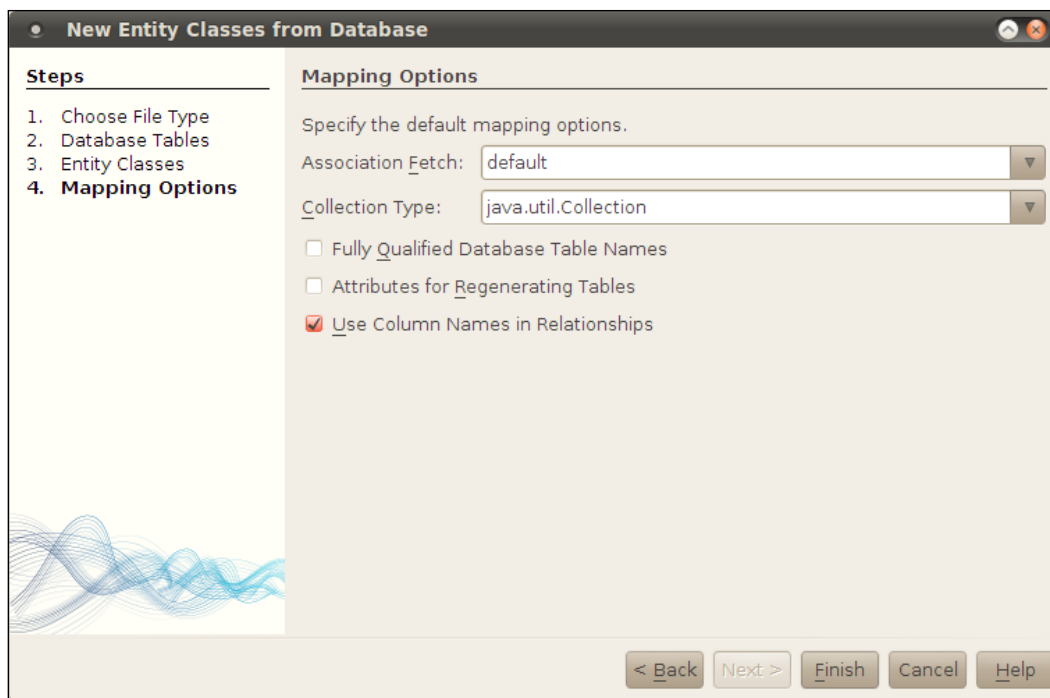 New Entity Classes from Database
Steps
1. Choose File Type
2. Database Tables
3. Entity Classes
4. Mapping Options
Mapping Options
Specify the default mapping options.
Association Fetch: default
Collection Type: java.util.Collection
Fully Qualified Database Table Names
Attributes for Regenerating Tables
Use Column Names in Relationships
< Back Next > Finish Cancel Help